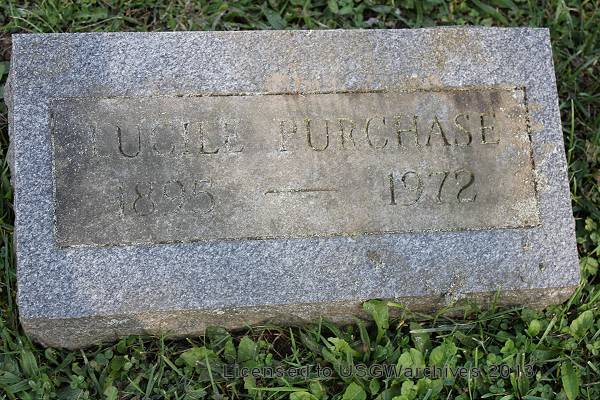 LUCILE PURCHASE
1895 — 1972
Licensed to USGWarchives 2013